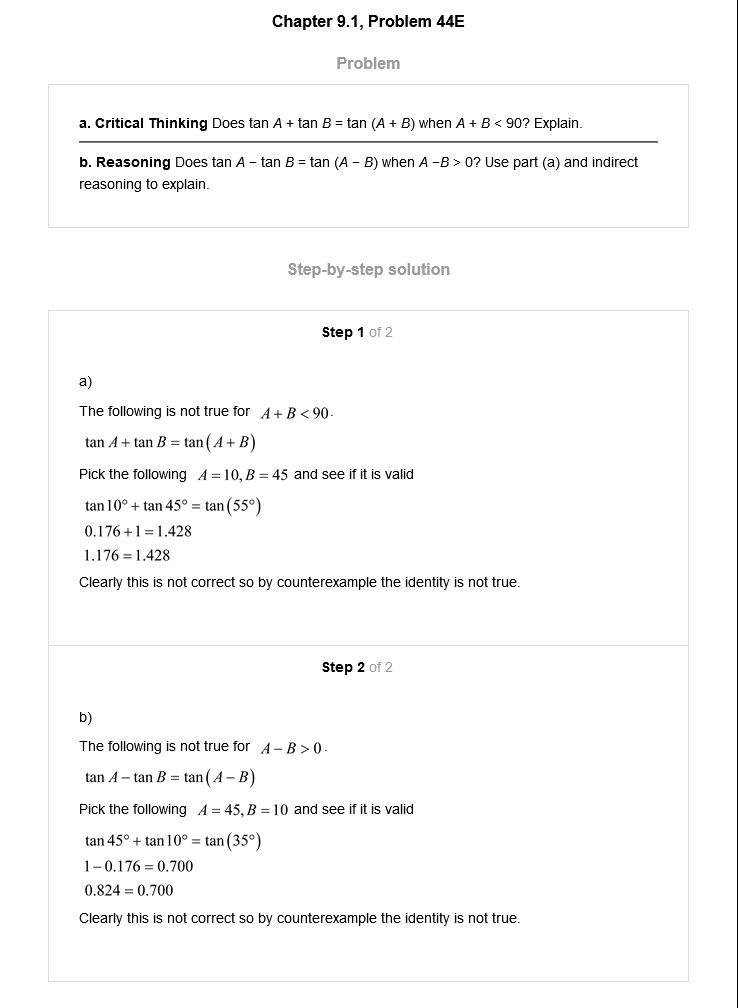 Chapter 9.1, Problem 44E
Problem
a. Critical Thinking Does tan A + tan B = tan (A + B) when A + B < 90? Explain.
b. Reasoning Does tan A − tan B = tan (A − B) when A −B > 0? Use part (a) and indirect
reasoning to explain.
Step-by-step solution
Step 1 of 2
a)
The following is not true for A + B < 90.
tan A + tan B = tan(A + B)
Pick the following A = 10, B = 45 and see if it is valid
tan 10° + tan 45° = tan(55°)
0.176 + 1 = 1.428
1.176 = 1.428
Clearly this is not correct so by counterexample the identity is not true.
Step 2 of 2
b)
The following is not true for A − B > 0.
tan A − tan B = tan(A − B)
Pick the following A = 45, B = 10 and see if it is valid
tan 45° + tan 10° = tan(35°)
1 − 0.176 = 0.700
0.824 = 0.700
Clearly this is not correct so by counterexample the identity is not true.